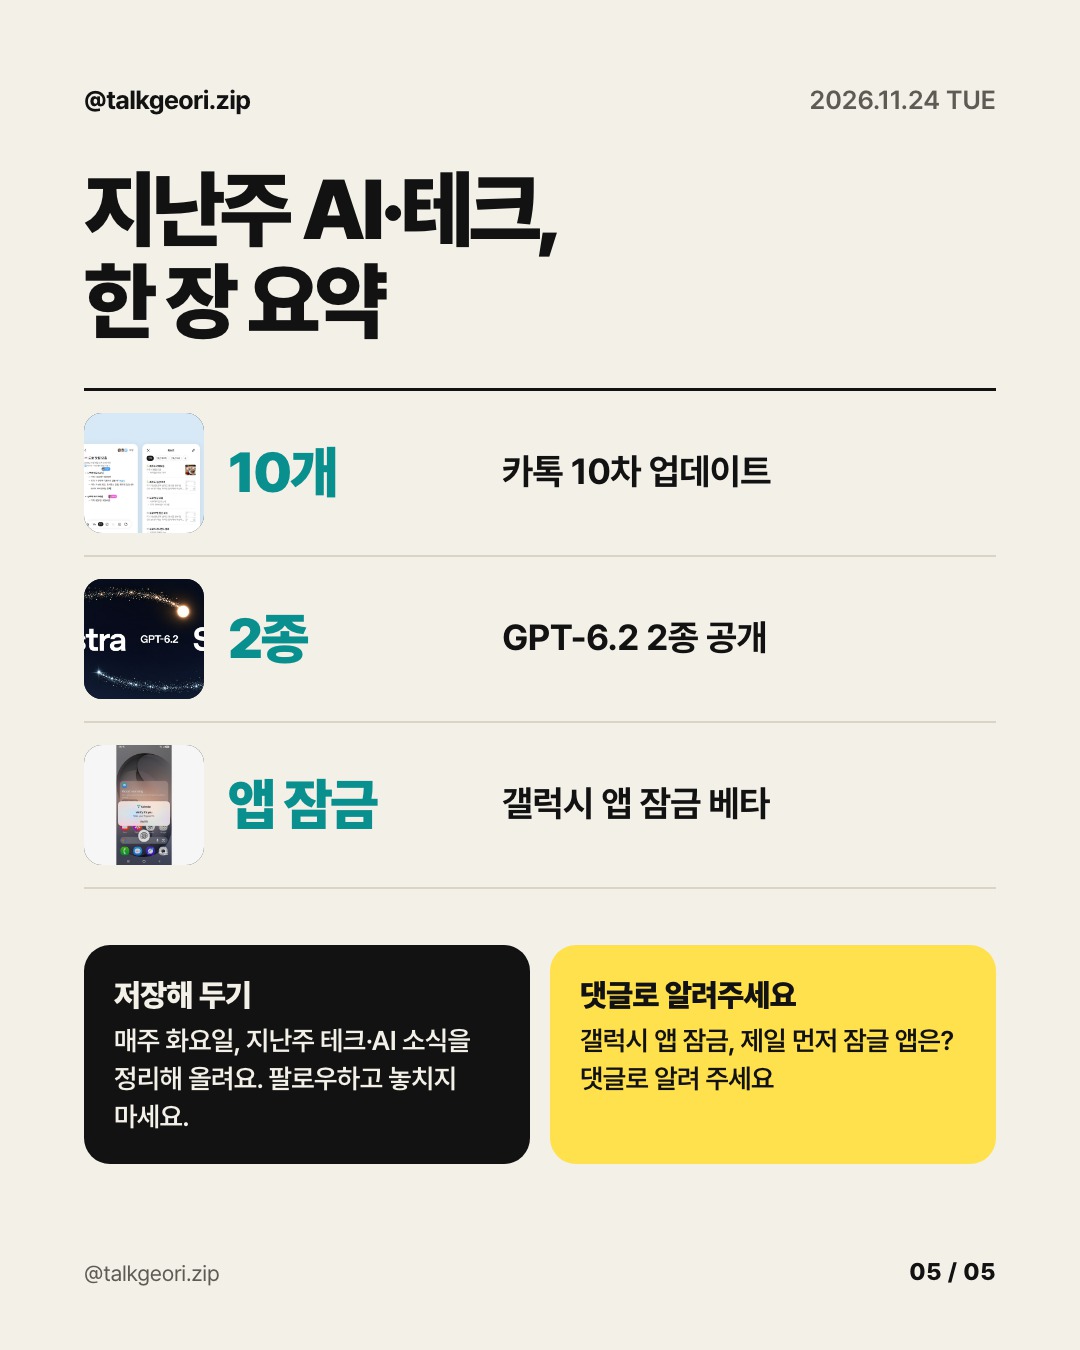 @talkgeori.zip
2026.11.24 TUE
지난주 AI·테크,
한 장 요약
10개
카톡 10차 업데이트
stra GPT-6.2 S
2종
GPT-6.2 2종 공개
앱 잠금
갤럭시 앱 잠금 베타
저장해 두기
매주 화요일, 지난주 테크·AI 소식을
정리해 올려요. 팔로우하고 놓치지
마세요.
댓글로 알려주세요
갤럭시 앱 잠금, 제일 먼저 잠글 앱은?
댓글로 알려 주세요
@talkgeori.zip
05 / 05